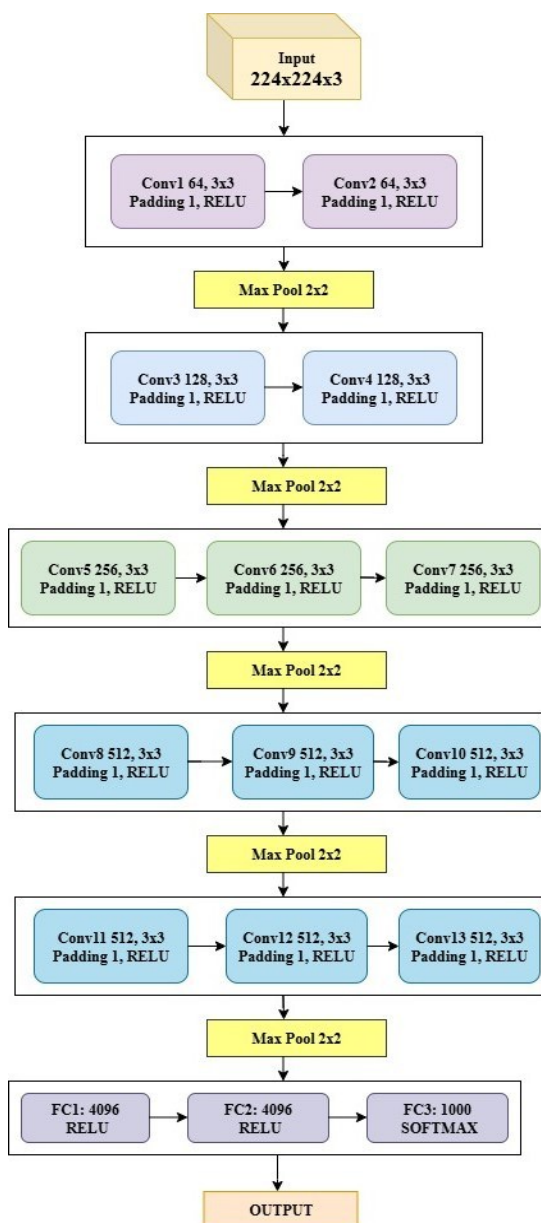 Input
224x224x3
Conv1 64, 3x3
Padding 1, RELU
Conv2 64, 3x3
Padding 1, RELU
Max Pool 2x2
Conv3 128, 3x3
Padding 1, RELU
Conv4 128, 3x3
Padding 1, RELU
Max Pool 2x2
Conv5 256, 3x3
Padding 1, RELU
Conv6 256, 3x3
Padding 1, RELU
Conv7 256, 3x3
Padding 1, RELU
Max Pool 2x2
Conv8 512, 3x3
Padding 1, RELU
Conv9 512, 3x3
Padding 1, RELU
Conv10 512, 3x3
Padding 1, RELU
Max Pool 2x2
Conv11 512, 3x3
Padding 1, RELU
Conv12 512, 3x3
Padding 1, RELU
Conv13 512, 3x3
Padding 1, RELU
Max Pool 2x2
FC1: 4096
RELU
FC2: 4096
RELU
FC3: 1000
SOFTMAX
OUTPUT